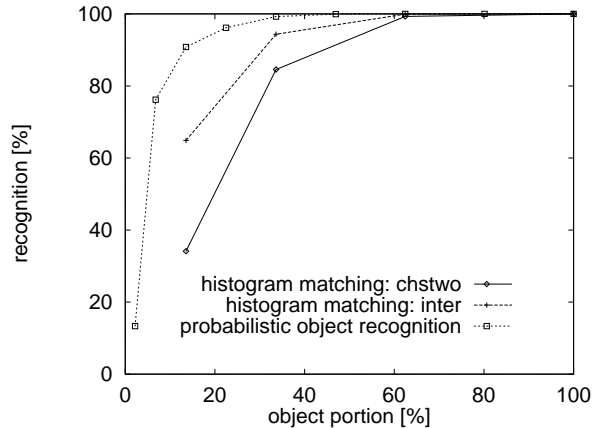 100
80
60
40
20
0
recognition [%]
histogram matching: chstwo
histogram matching: inter
probabilistic object recognition
0 20 40 60 80 100
object portion [%]